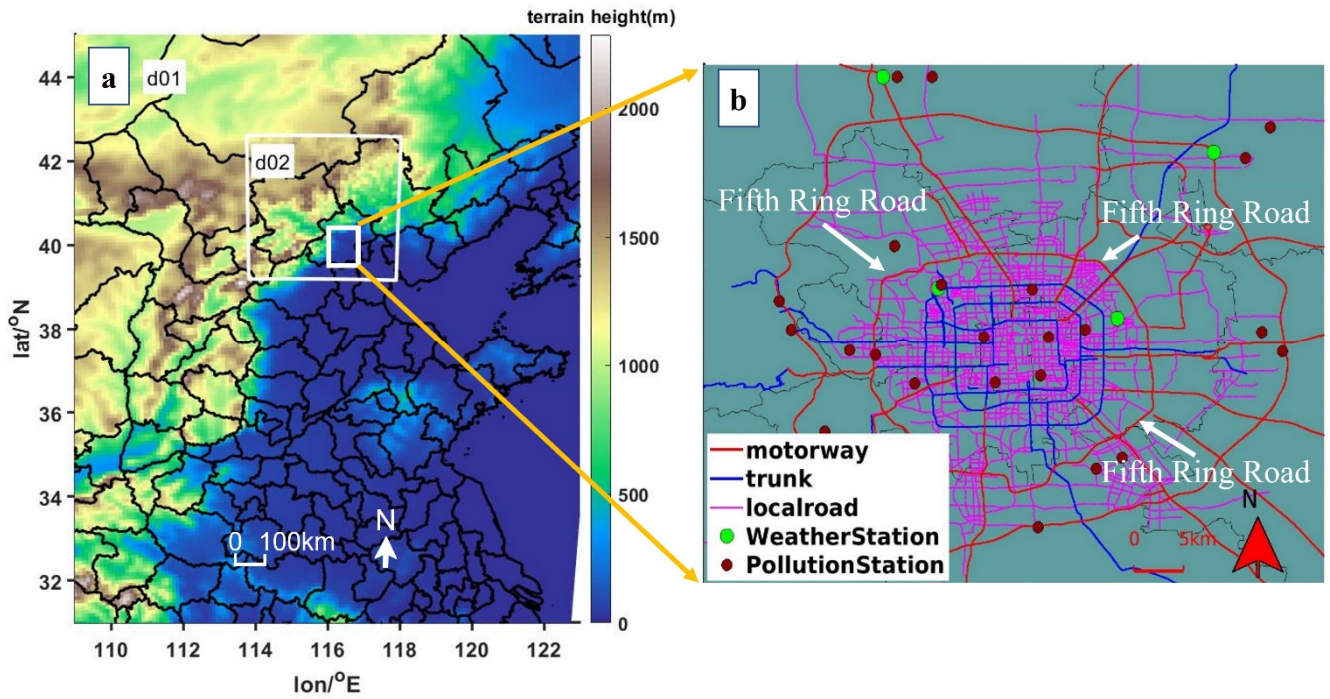 terrain height(m)
a
d01
d02
44
42
40
38
36
34
32
lat/°N
110
112
114
116
118
120
122
lon/°E
0 100km
N
2000
1500
1000
500
0
b
Fifth Ring Road
Fifth Ring Road
Fifth Ring Road
motorway
trunk
localroad
WeatherStation
PollutionStation
0 5km
N